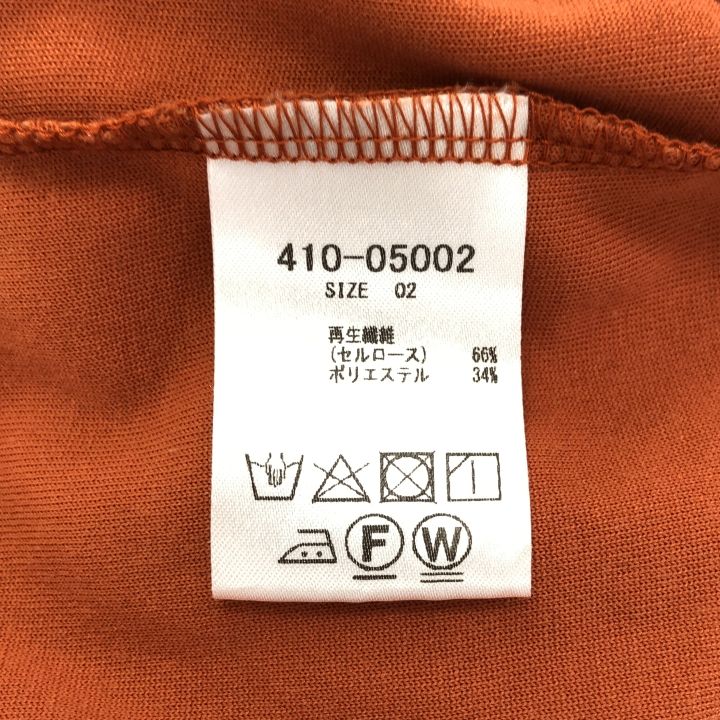 410-05002
SIZE 02
再生繊維
(セルロース) 66%
ポリエステル 34%
F W